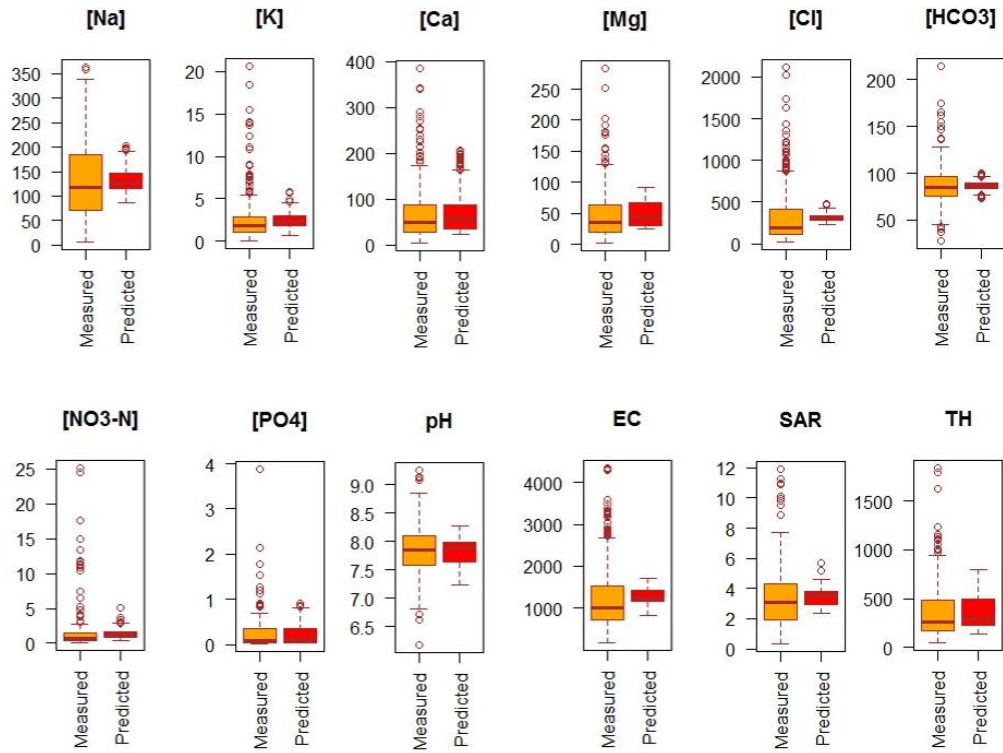 [Na] [K] [Ca] [Mg] [Cl] [HCO3]
350 20 400 250 2000 200
300 300 200 1500 150
250 15 200 150 1000 100
200 10 100 100 500 50
150 5 0 50 0
100 0 0
50
0
Measured Predicted Measured Predicted Measured Predicted Measured Predicted Measured Predicted Measured Predicted
[NO3-N] [PO4] pH EC SAR TH
25 4 9.0 4000 12 1500
20 3 8.5 3000 10 1000
15 2 8.0 2000 8 500
10 1 7.5 1000 6 0
5 0 7.0 4
0 6.5 2
0
Measured Predicted Measured Predicted Measured Predicted Measured Predicted Measured Predicted Measured Predicted